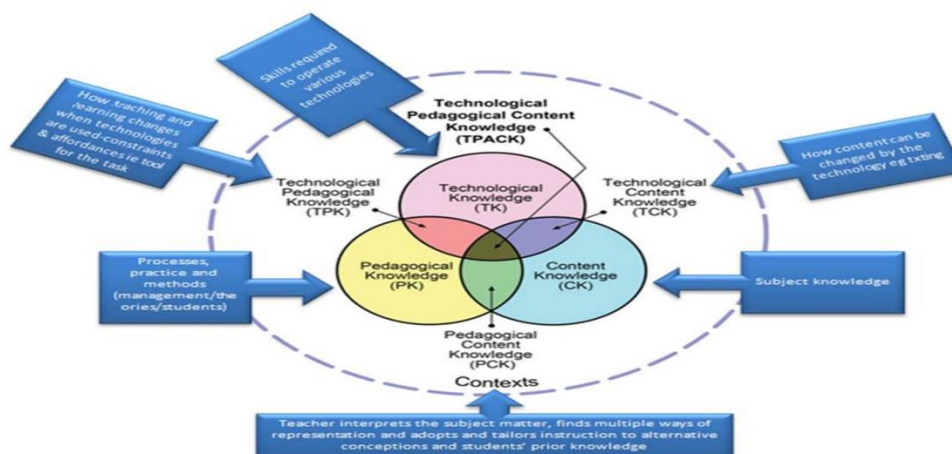 Skills required
to operate
various
technologies
How traching and
learning changes
when technologies
are used-constraints
& affordances ie tool
for the task
Technological
Pedagogical Content
Knowledge
(TPACK)
How content can be
changed by the
technology eg txting
Technological
Pedagogical
Knowledge
(TPK)
Technological
Knowledge
(TK)
Technological
Content
Knowledge
(TCK)
Processes,
practice and
methods
(management/the
ories/students)
Pedagogical
Knowledge
(PK)
Content
Knowledge
(CK)
Subject knowledge
Pedagogical
Content
Knowledge
(PCK)
Contexts
Teacher interprets the subject matter, finds multiple ways of
representation and adopts and tailors instruction to alternative
conceptions and students' prior knowledge